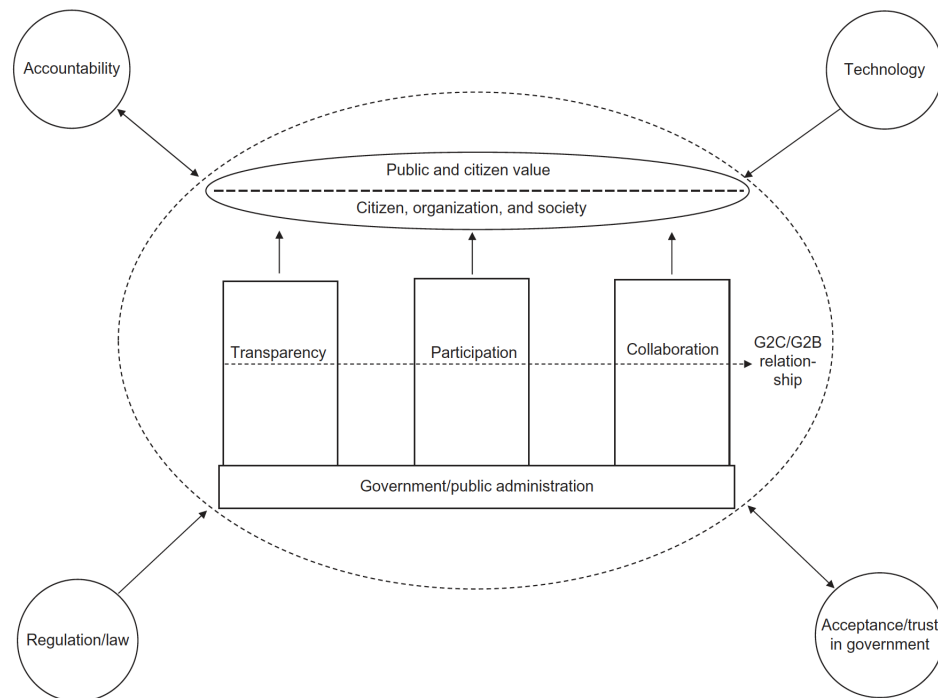 Accountability
Technology
Public and citizen value
Citizen, organization, and society
Transparency
Participation
Collaboration
G2C/G2B
relation-
ship
Government/public administration
Regulation/law
Acceptance/trust
in government